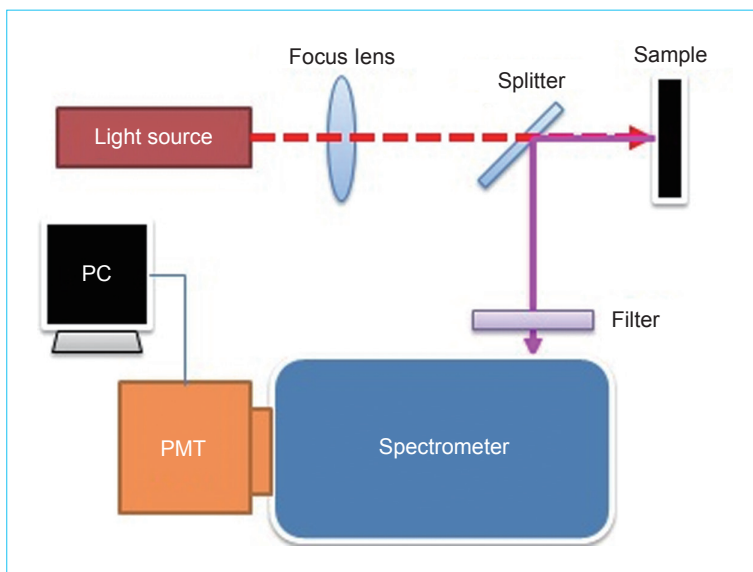 Focus lens
Sample
Splitter
Light source
PC
Filter
PMT
Spectrometer